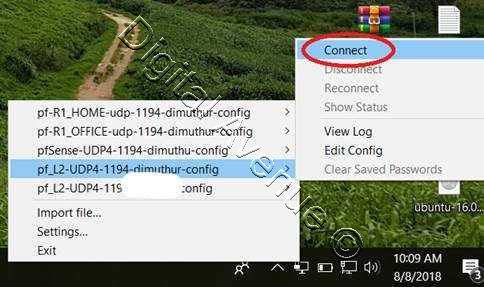 Connect
Disconnect
Reconnect
Show Status
View Log
Edit Config
Clear Saved Passwords
pf-R1_HOME-udp-1194-dimuthur-config
pf-R1_OFFICE-udp-1194-dimuthur-config
pfSense-UDP4-1194-dimuthu-config
pf_L2-UDP4-1194-dimuthur-config
pf_L2-UDP4-119 config
Import file...
Settings...
Exit
ubuntu-16.0...
10:09 AM
8/8/2018
3
Digital Avenue ©